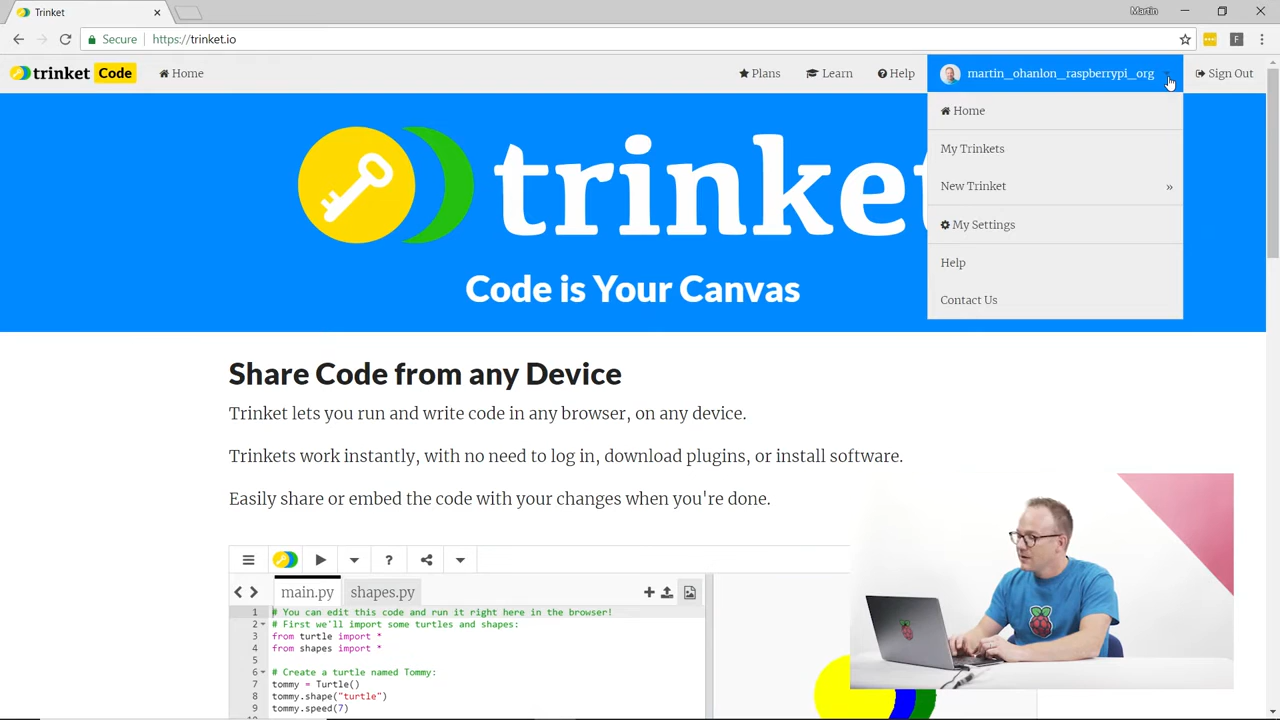 Trinket
Martin
Secure
https://trinket.io
F
trinket Code
Home
Plans
Learn
Help
martin_ohanlon_raspberrypi_org
Sign Out
Home
My Trinkets
New Trinket »
My Settings
Help
Contact Us
trinket
Code is Your Canvas
Share Code from any Device
Trinket lets you run and write code in any browser, on any device.
Trinkets work instantly, with no need to log in, download plugins, or install software.
Easily share or embed the code with your changes when you're done.
?
main.py
shapes.py
1 # You can edit this code and run it right here in the browser!
2 # First we'll import some turtles and shapes:
3 from turtle import *
4 from shapes import *
5
6 # Create a turtle named Tommy:
7 tommy = Turtle()
8 tommy.shape("turtle")
9 tommy.speed(7)